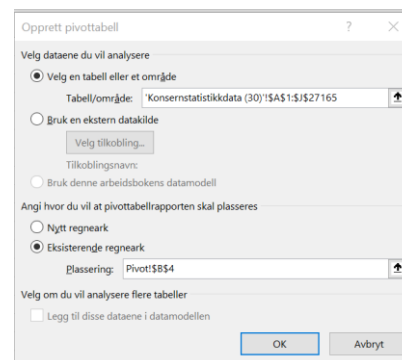 Opprett pivottabell ? ×
Velg dataene du vil analysere
Velg en tabell eller et område
Tabell/område: 'Konsernstatistikkdata (30)'!$A$1:$J$27165
Bruk en ekstern datakilde
Velg tilkobling...
Tilkoblingsnavn:
Bruk denne arbeidsbokens datamodell
Angi hvor du vil at pivottabellrapporten skal plasseres
Nytt regneark
Eksisterende regneark
Plassering: Pivot!$B$4
Velg om du vil analysere flere tabeller
Legg til disse dataene i datamodellen
OK Avbryt